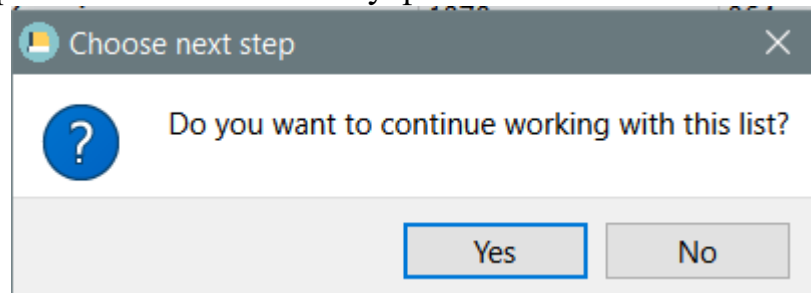 Choose next step
Do you want to continue working with this list?
Yes No